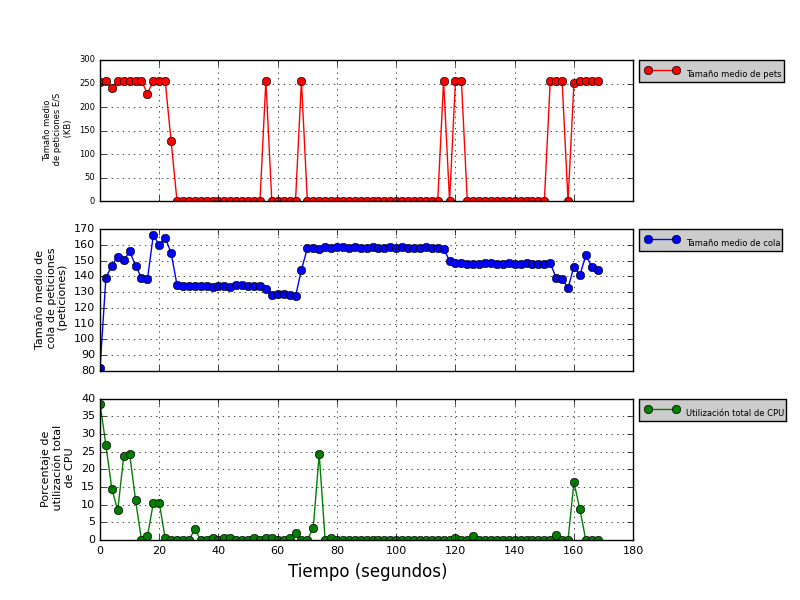 300
250
200
150
100
50
0
Tamaño medio
de peticiones E/S
(KB)
Tamaño medio de pets
170
160
150
140
130
120
110
100
90
80
Tamaño medio de
cola de peticiones
(peticiones)
Tamaño medio de cola
40
35
30
25
20
15
10
5
0
Porcentaje de
utilización total
de CPU
Utilización total de CPU
0 20 40 60 80 100 120 140 160 180
Tiempo (segundos)